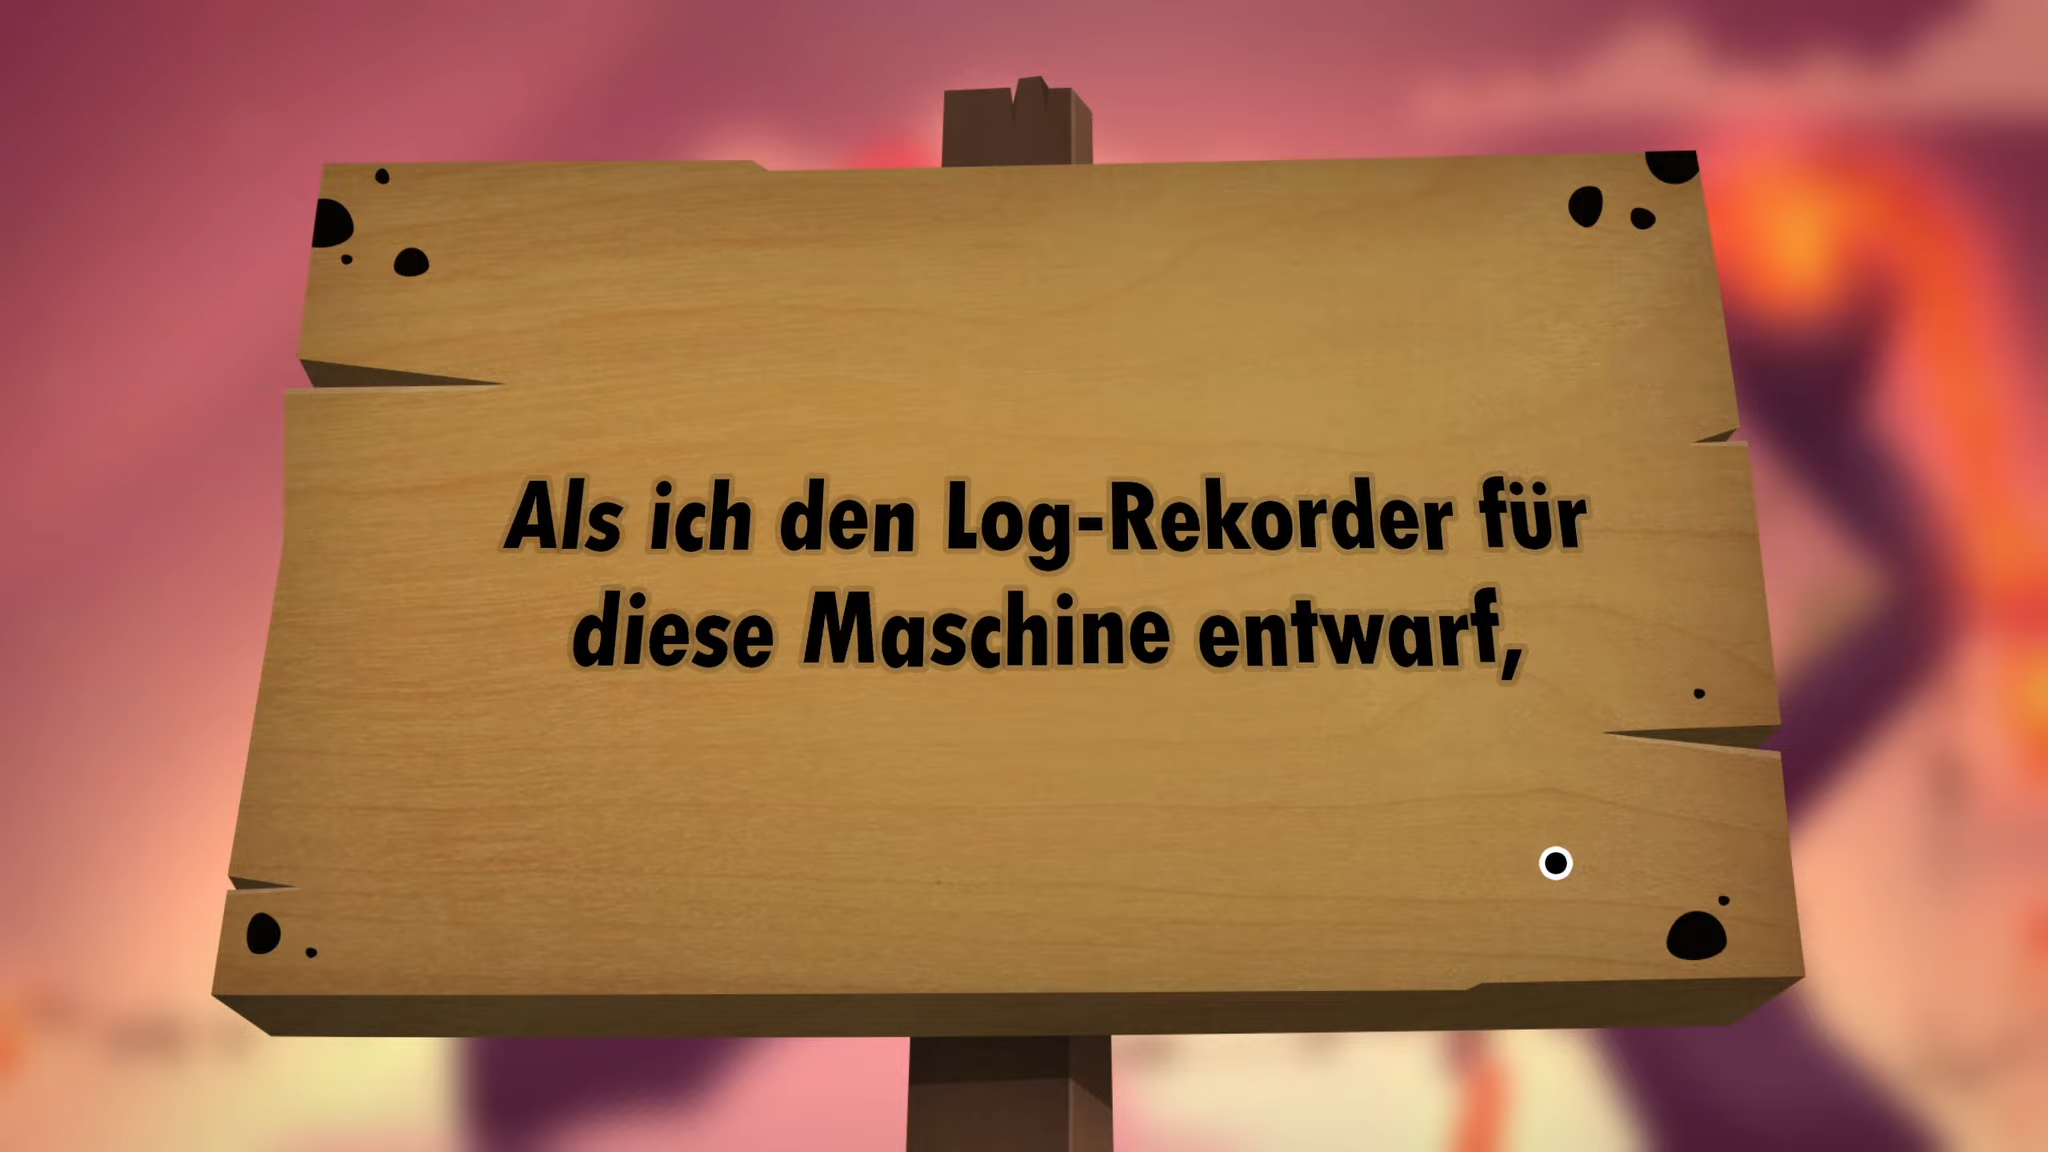 Als ich den Log-Rekorder für
diese Maschine entwarf,